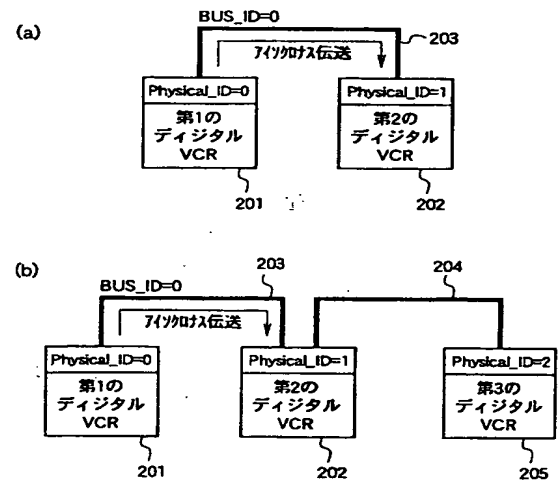 (a)
BUS_ID=0
203
アイソクロナス伝送
Physical_ID=0
第1の
ディジタル
VCR
201
Physical_ID=1
第2の
ディジタル
VCR
202
(b)
BUS_ID=0
203
204
アイソクロナス伝送
Physical_ID=0
第1の
ディジタル
VCR
201
Physical_ID=1
第2の
ディジタル
VCR
202
Physical_ID=2
第3の
ディジタル
VCR
205